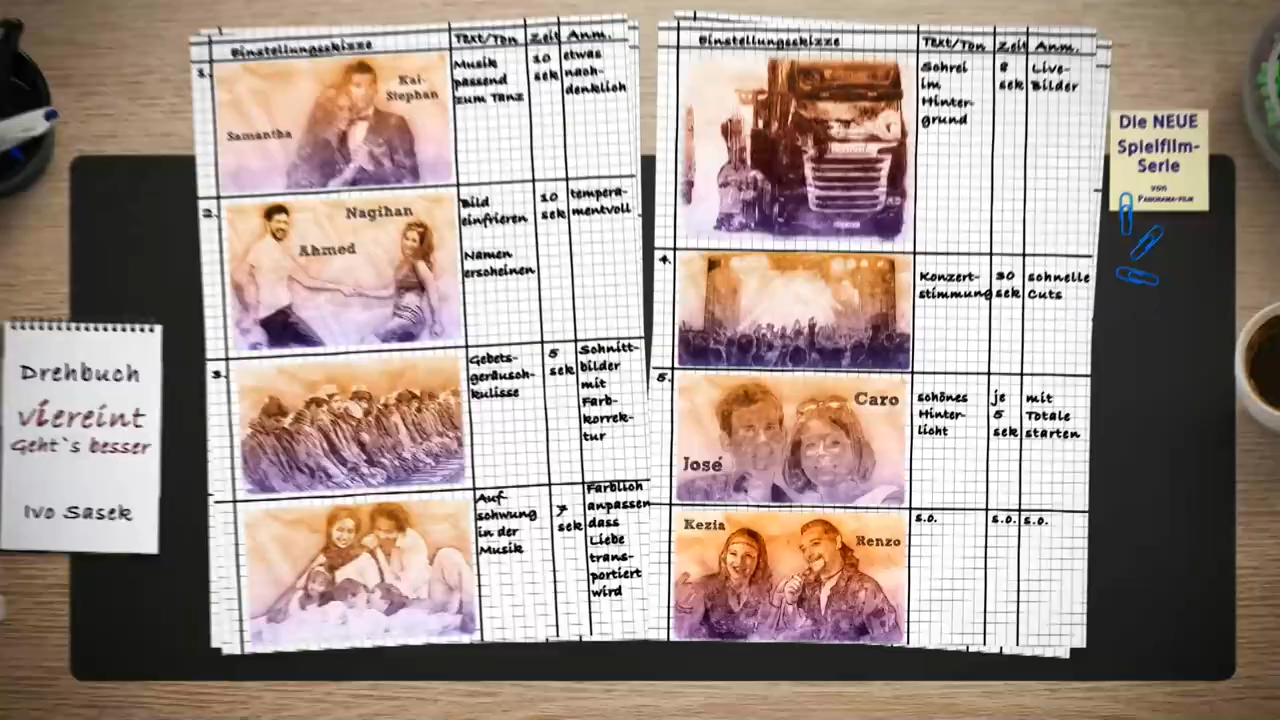 Einstellungsskizze Text/Ton Zeit Anm.
1.
Kai-
Stephan
Samantha
Musik
passend
zum Tanz
10
sek
etwas
nach-
denklich
2.
Nagihan
Ahmed
Bild
einfrieren
Namen
erscheinen
10
sek
tempera-
mentvoll
3.
Gebets-
geräusch-
kulisse
5
sek
Schnitt-
bilder
mit
Farb-
korrek-
tur
Auf
schwung
in der
Musik
7
sek
Farblich
anpassen
dass
Liebe
trans-
portiert
wird
Einstellungsskizze Text/Ton Zeit Anm.
Schrei
im
Hinter-
grund
8
sek
Live-
Bilder
4.
Konzert-
stimmung
30
sek
schnelle
Cuts
5.
Caro
José
schönes
Hinter-
licht
je
5
sek
mit
Totale
starten
Kezia
Renzo
s.o. s.o. s.o.
Drehbuch
viereint
Geht`s besser
Ivo Sasek
Die NEUE
Spielfilm-
Serie
von
Panorama-film